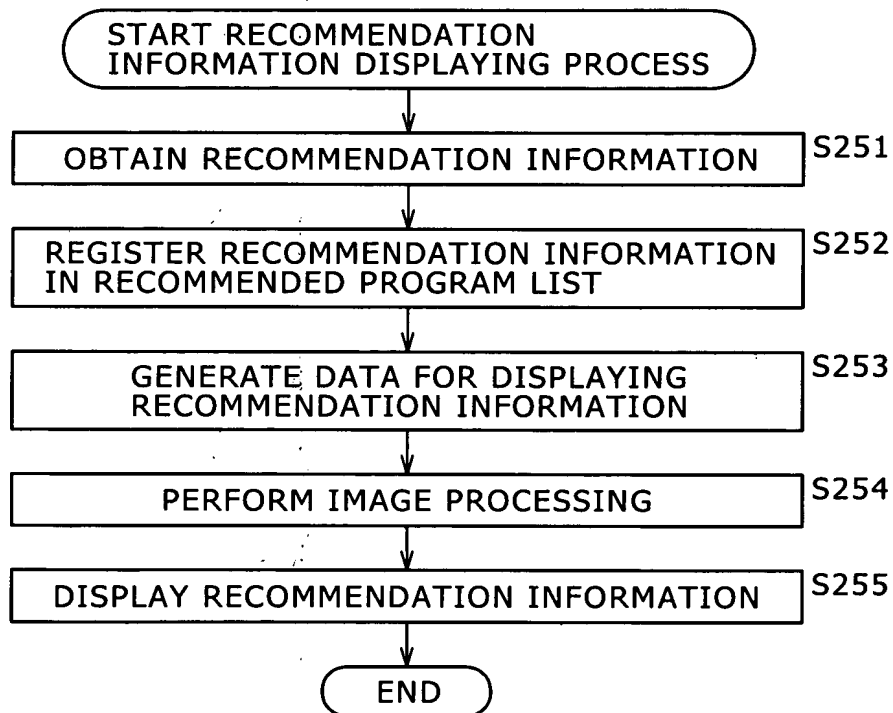 START RECOMMENDATION
INFORMATION DISPLAYING PROCESS
OBTAIN RECOMMENDATION INFORMATION
S251
REGISTER RECOMMENDATION INFORMATION
IN RECOMMENDED PROGRAM LIST
S252
GENERATE DATA FOR DISPLAYING
RECOMMENDATION INFORMATION
S253
PERFORM IMAGE PROCESSING
S254
DISPLAY RECOMMENDATION INFORMATION
S255
END